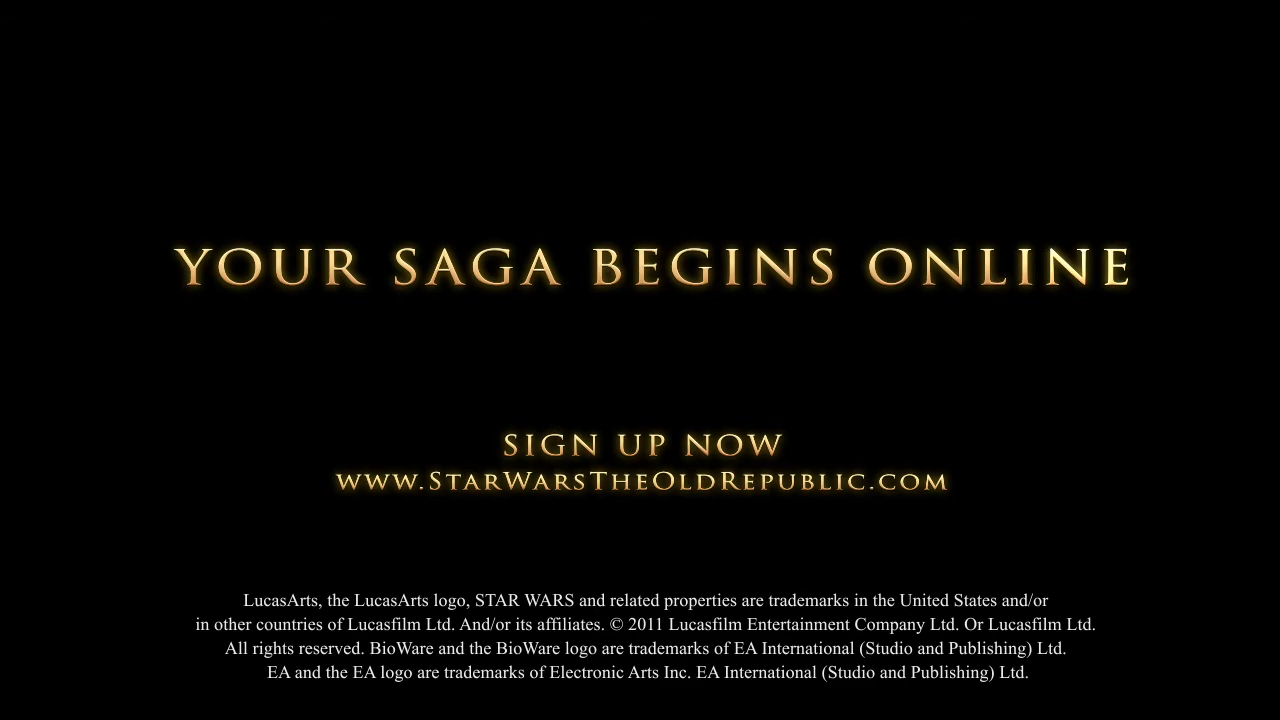 YOUR SAGA BEGINS ONLINE
SIGN UP NOW
www.StarWarsTheOldRepublic.com
LucasArts, the LucasArts logo, STAR WARS and related properties are trademarks in the United States and/or
in other countries of Lucasfilm Ltd. And/or its affiliates. © 2011 Lucasfilm Entertainment Company Ltd. Or Lucasfilm Ltd.
All rights reserved. BioWare and the BioWare logo are trademarks of EA International (Studio and Publishing) Ltd.
EA and the EA logo are trademarks of Electronic Arts Inc. EA International (Studio and Publishing) Ltd.